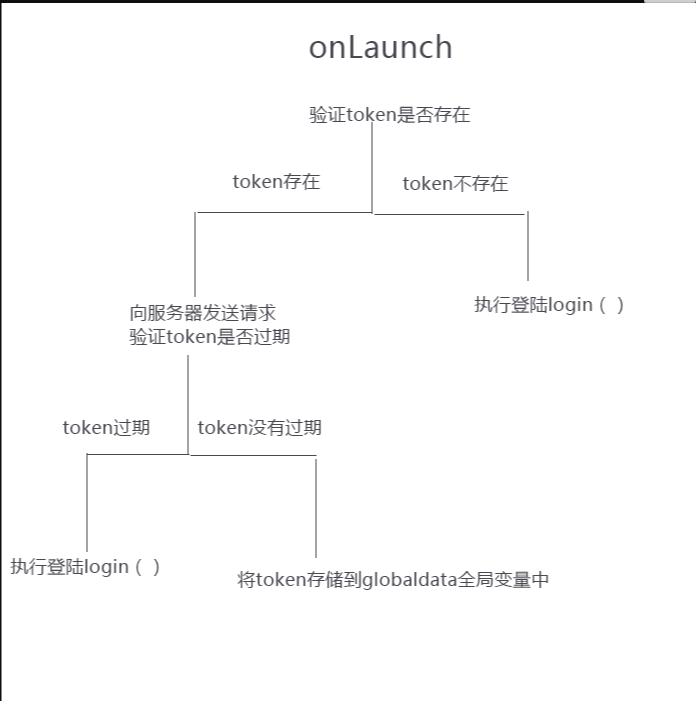 onLaunch
验证token是否存在
token存在
token不存在
向服务器发送请求
验证token是否过期
执行登陆login（ ）
token过期
token没有过期
执行登陆login（ ）
将token存储到globaldata全局变量中